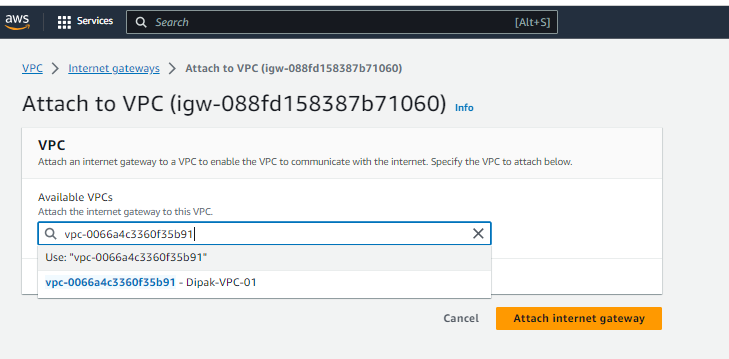 aws Services Search [Alt+S]
VPC > Internet gateways > Attach to VPC (igw-088fd158387b71060)
Attach to VPC (igw-088fd158387b71060) Info
VPC
Attach an internet gateway to a VPC to enable the VPC to communicate with the internet. Specify the VPC to attach below.
Available VPCs
Attach the internet gateway to this VPC.
vpc-0066a4c3360f35b91
Use: "vpc-0066a4c3360f35b91"
vpc-0066a4c3360f35b91 - Dipak-VPC-01
Cancel Attach internet gateway